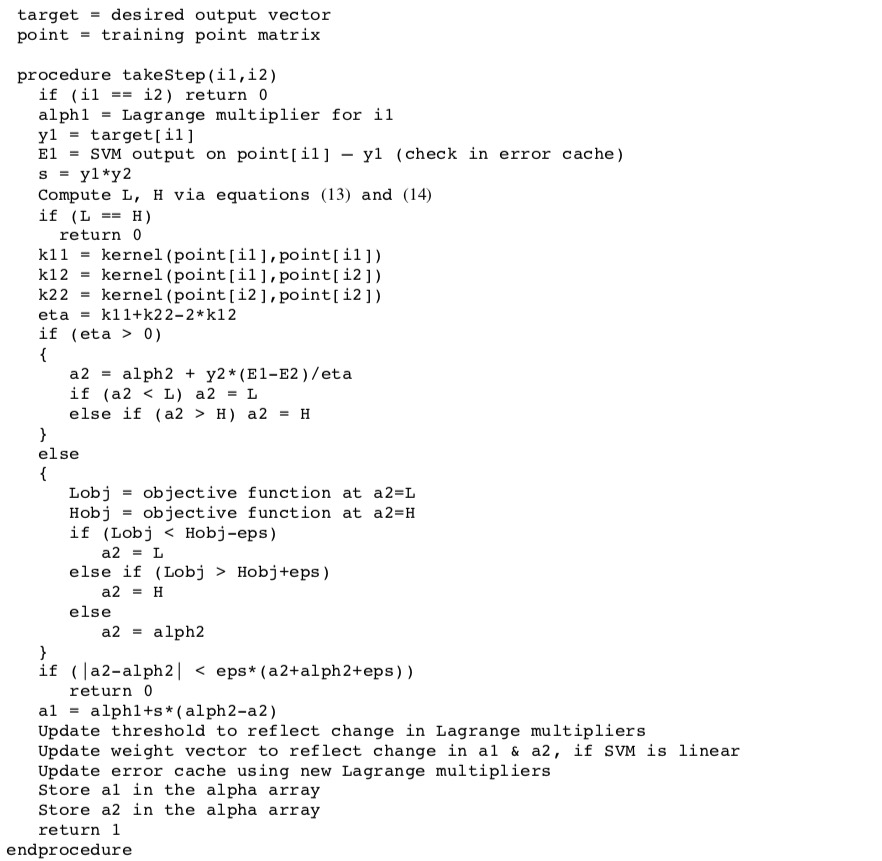 target = desired output vector
point = training point matrix

procedure takeStep(i1,i2)
   if (i1 == i2) return 0
   alph1 = Lagrange multiplier for i1
   y1 = target[i1]
   E1 = SVM output on point[i1] – y1 (check in error cache)
   s = y1*y2
   Compute L, H via equations (13) and (14)
   if (L == H)
     return 0
   k11 = kernel(point[i1],point[i1])
   k12 = kernel(point[i1],point[i2])
   k22 = kernel(point[i2],point[i2])
   eta = k11+k22-2*k12
   if (eta > 0)
   {
      a2 = alph2 + y2*(E1-E2)/eta
      if (a2 < L) a2 = L
      else if (a2 > H) a2 = H
   }
   else
   {
      Lobj = objective function at a2=L
      Hobj = objective function at a2=H
      if (Lobj < Hobj-eps)
         a2 = L
      else if (Lobj > Hobj+eps)
         a2 = H
      else
         a2 = alph2
   }
   if (|a2-alph2| < eps*(a2+alph2+eps))
      return 0
   a1 = alph1+s*(alph2-a2)
   Update threshold to reflect change in Lagrange multipliers
   Update weight vector to reflect change in a1 & a2, if SVM is linear
   Update error cache using new Lagrange multipliers
   Store a1 in the alpha array
   Store a2 in the alpha array
   return 1
endprocedure